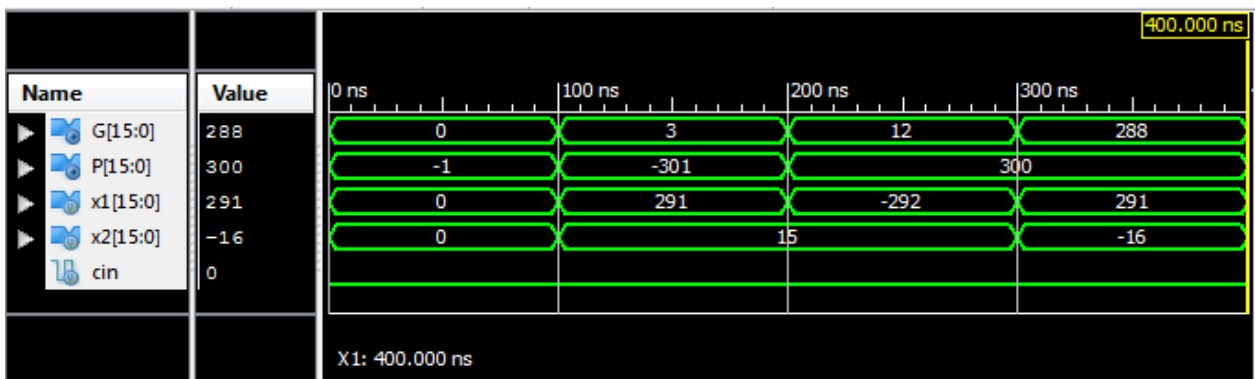 400.000 ns
Name Value 0 ns 100 ns 200 ns 300 ns
G[15:0] 288 0 3 12 288
P[15:0] 300 -1 -301 300
x1[15:0] 291 0 291 -292 291
x2[15:0] -16 0 15 -16
cin 0
X1: 400.000 ns